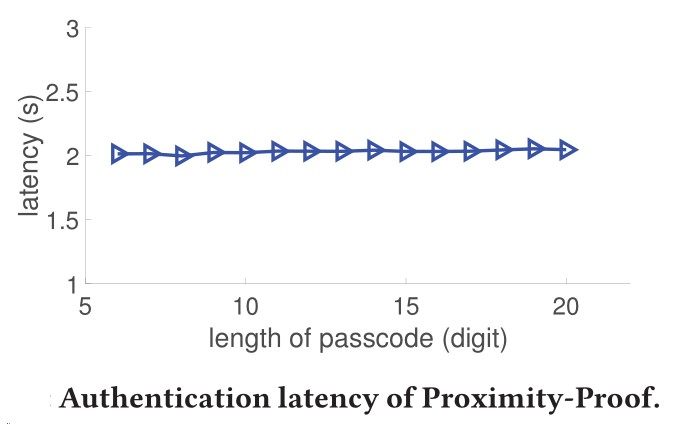 3
2.5
2
1.5
1
latency (s)
5 10 15 20
length of passcode (digit)
Authentication latency of Proximity-Proof.